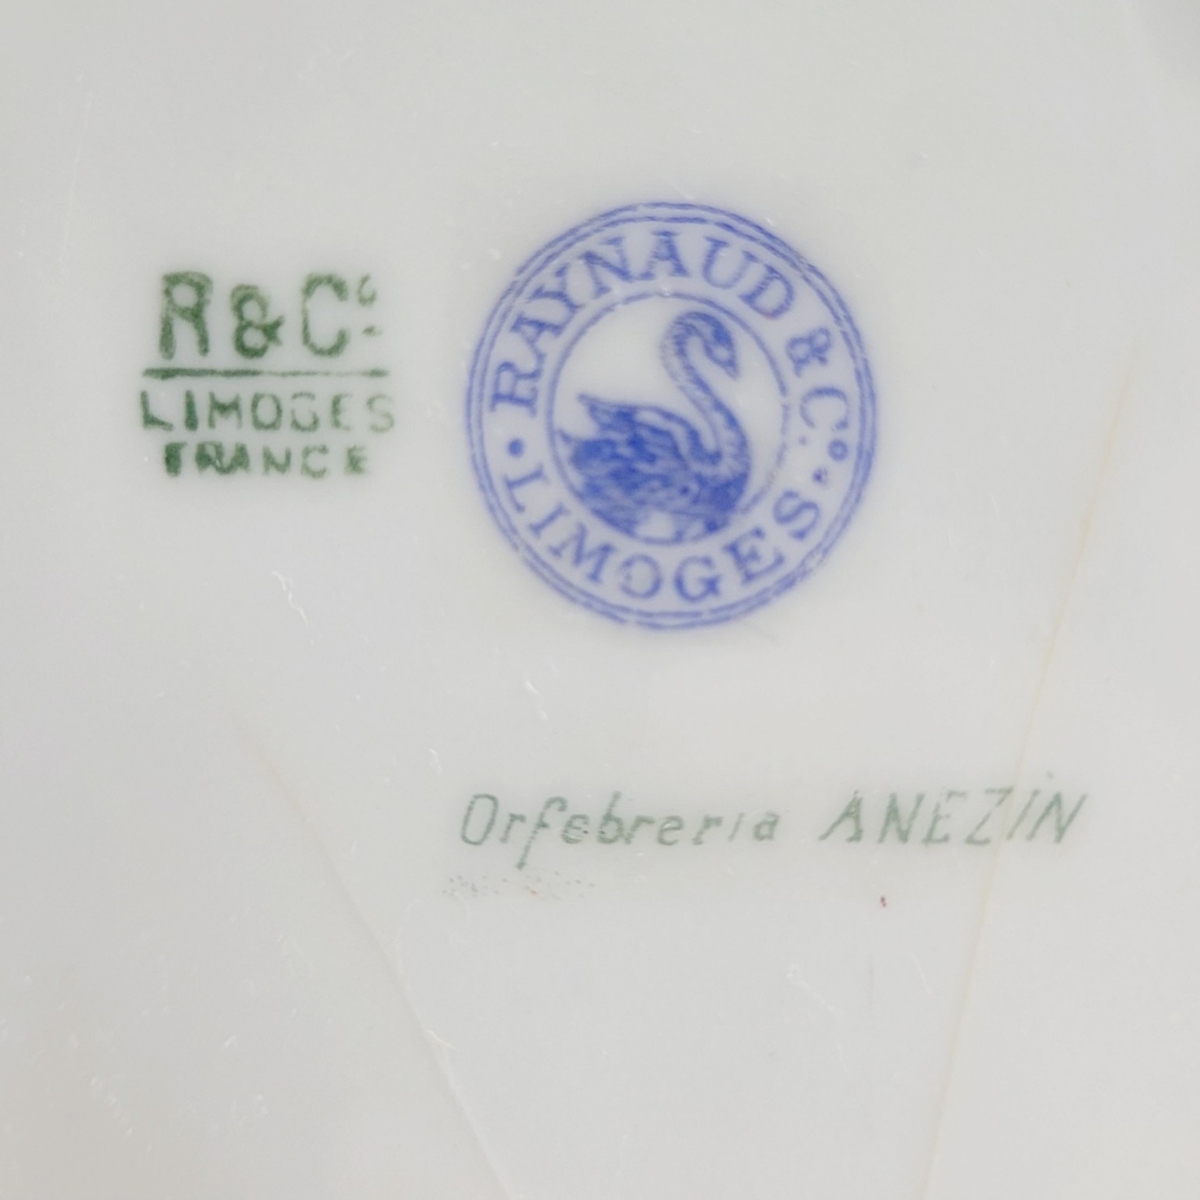 R & Cº
LIMOGES
FRANCE
RAYNAUD & Cº.
LIMOGES
Orfebreria ANEZIN